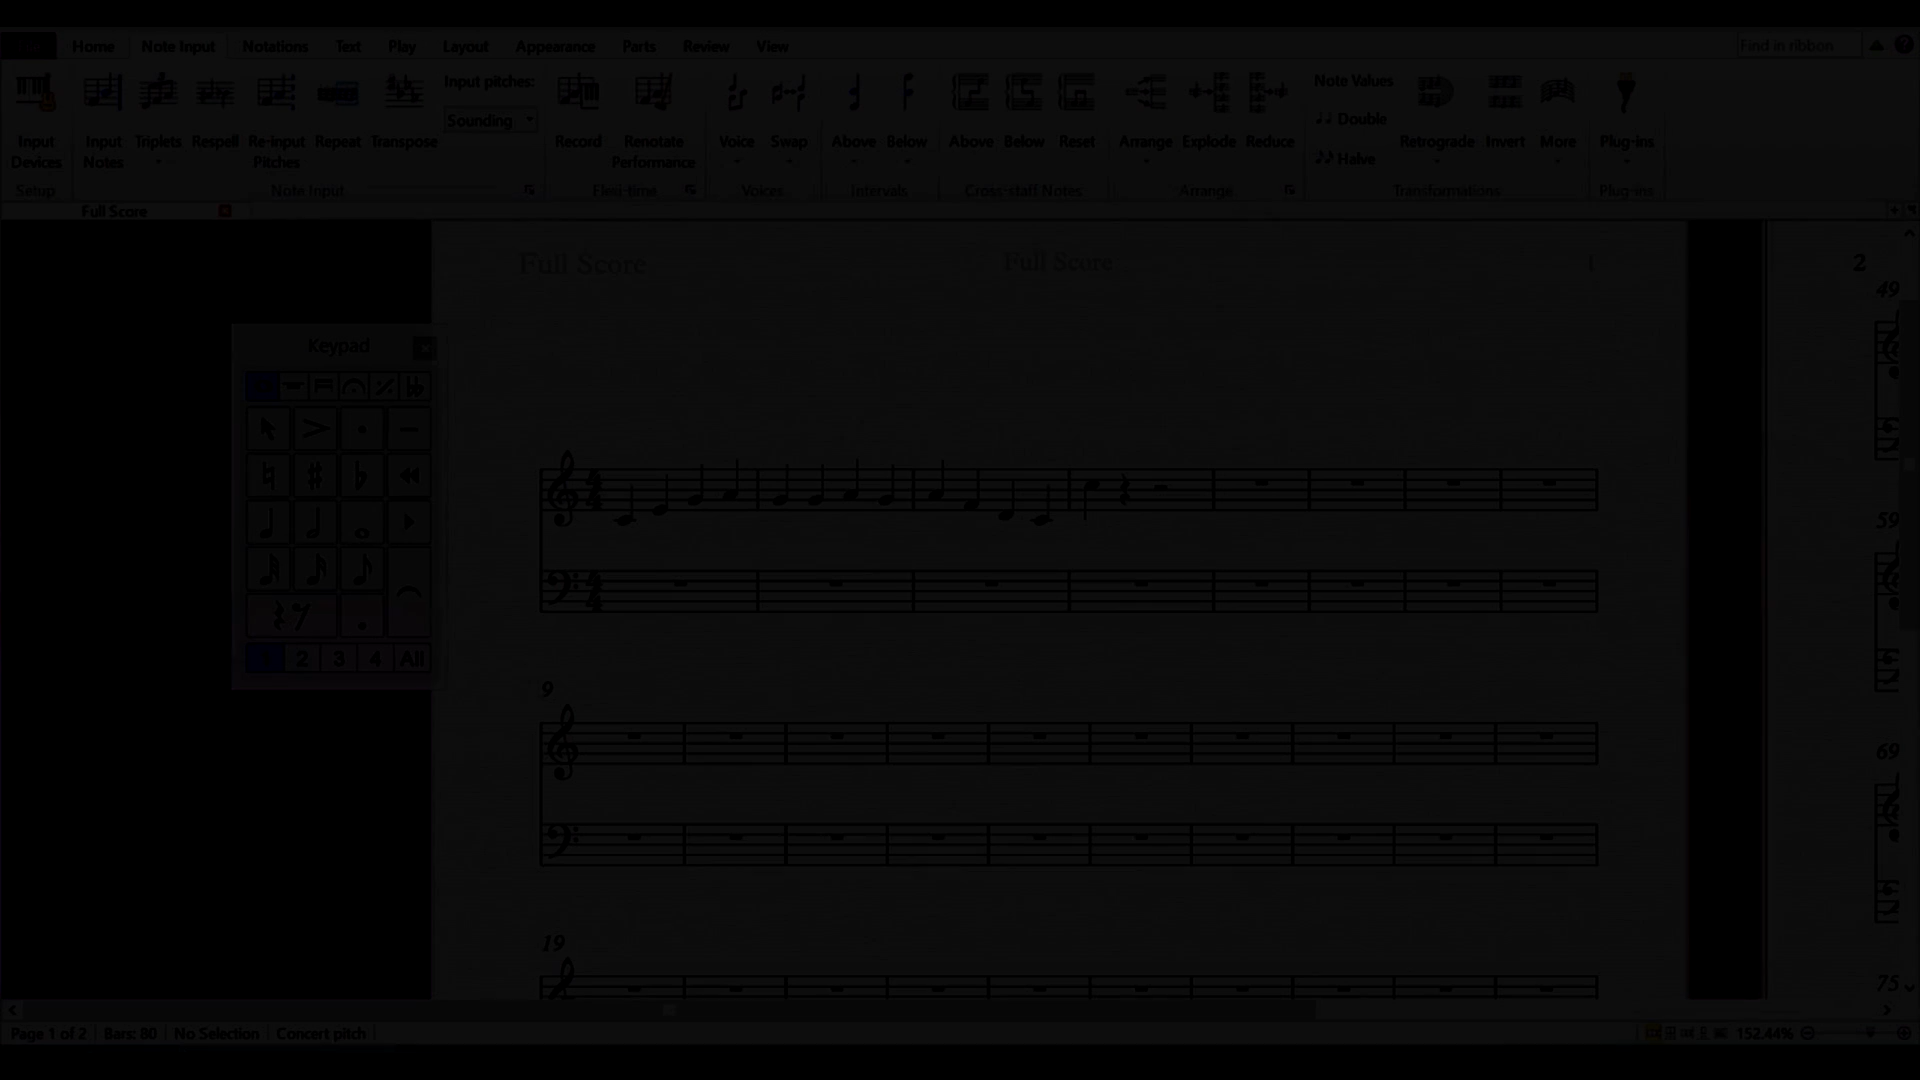 Home Note Input Notations Text Play Layout Appearance Parts Review View Find in ribbon
Input Devices
Input Notes
Triplets
Respell
Re-input Pitches
Repeat
Transpose
Input pitches:
Sounding
Record
Renotate Performance
Voice
Swap
Above
Below
Above
Below
Reset
Arrange
Explode
Reduce
Note Values
Double
Halve
Retrograde
Invert
More
Plug-ins
Setup Note Input Flexi-time Voices Intervals Cross-staff Notes Arrange Transformations Plug-ins
Full Score
Full Score Full Score 1
2
49
Keypad
2 3 4 All
59
9
69
19
75
Page 1 of 2 Bars: 80 No Selection Concert pitch 152.44%